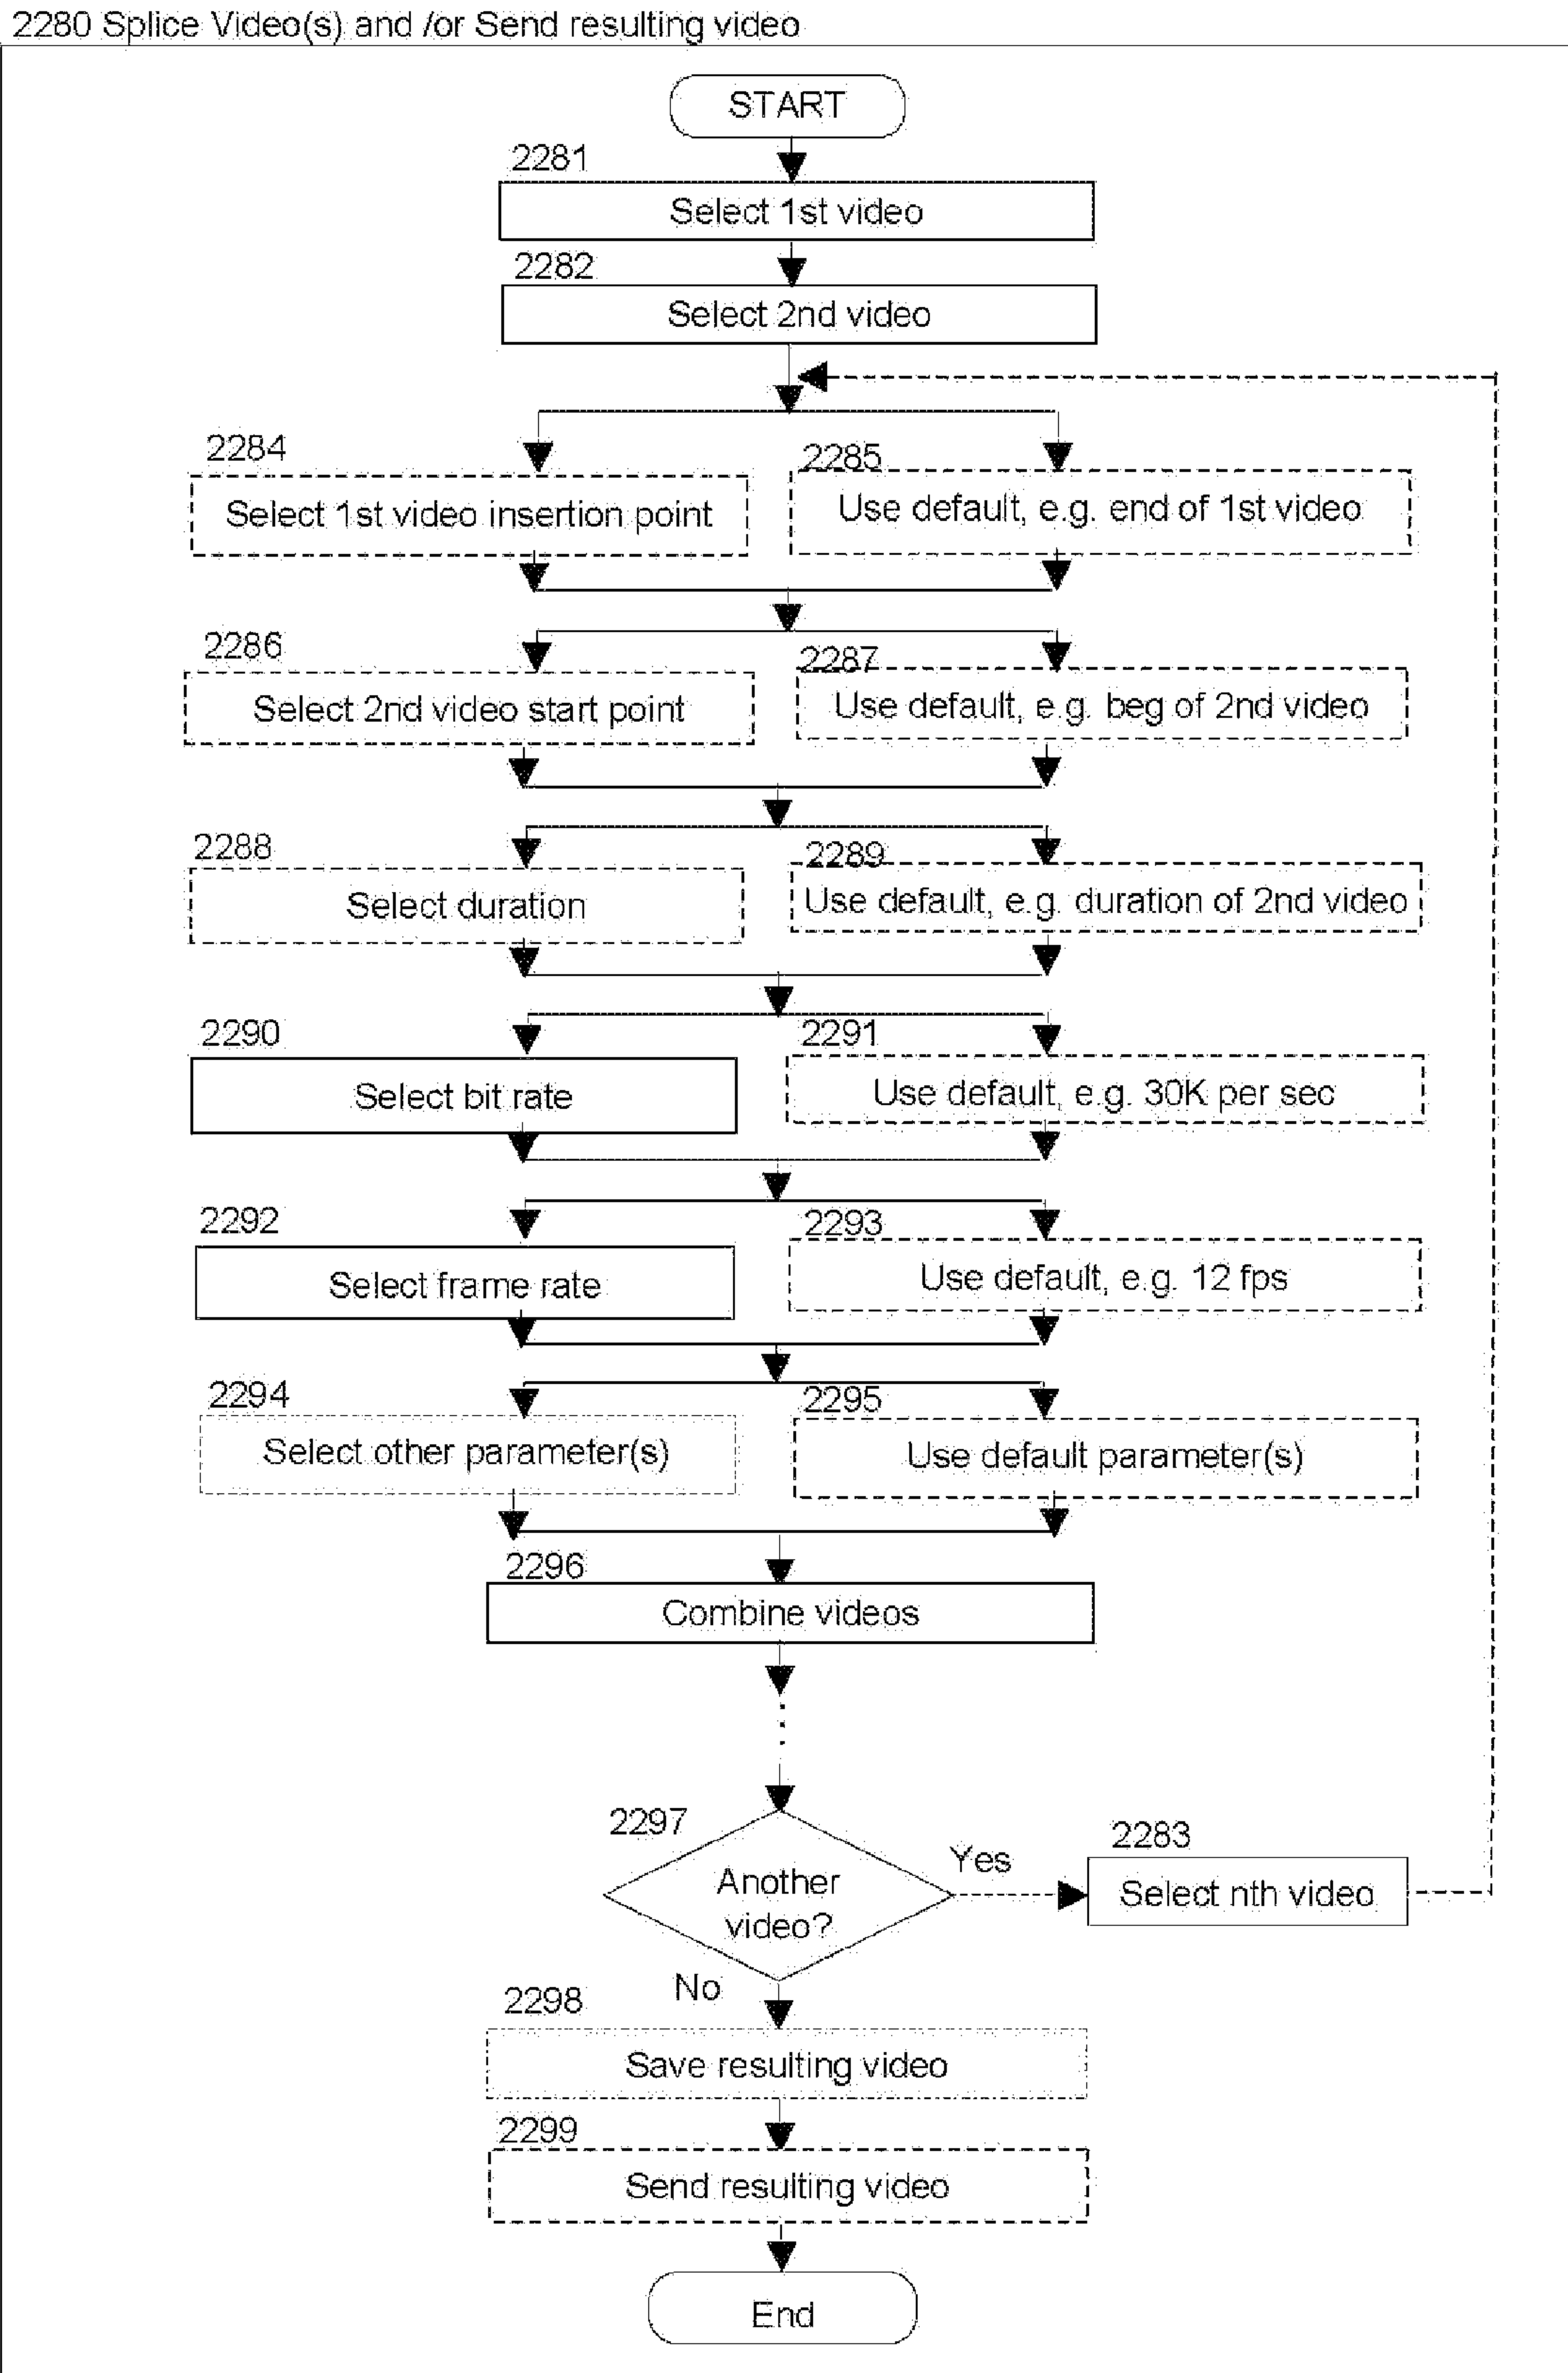 2280 Splice Video(s) and /or Send resulting video
START
2281
Select 1st video
2282
Select 2nd video
2284
Select 1st video insertion point
2285
Use default, e.g. end of 1st video
2286
Select 2nd video start point
2287
Use default, e.g. beg of 2nd video
2288
Select duration
2289
Use default, e.g. duration of 2nd video
2290
Select bit rate
2291
Use default, e.g. 30K per sec
2292
Select frame rate
2293
Use default, e.g. 12 fps
2294
Select other parameter(s)
2295
Use default parameter(s)
2296
Combine videos
2297
Another
video?
Yes
2283
Select nth video
No
2298
Save resulting video
2299
Send resulting video
End